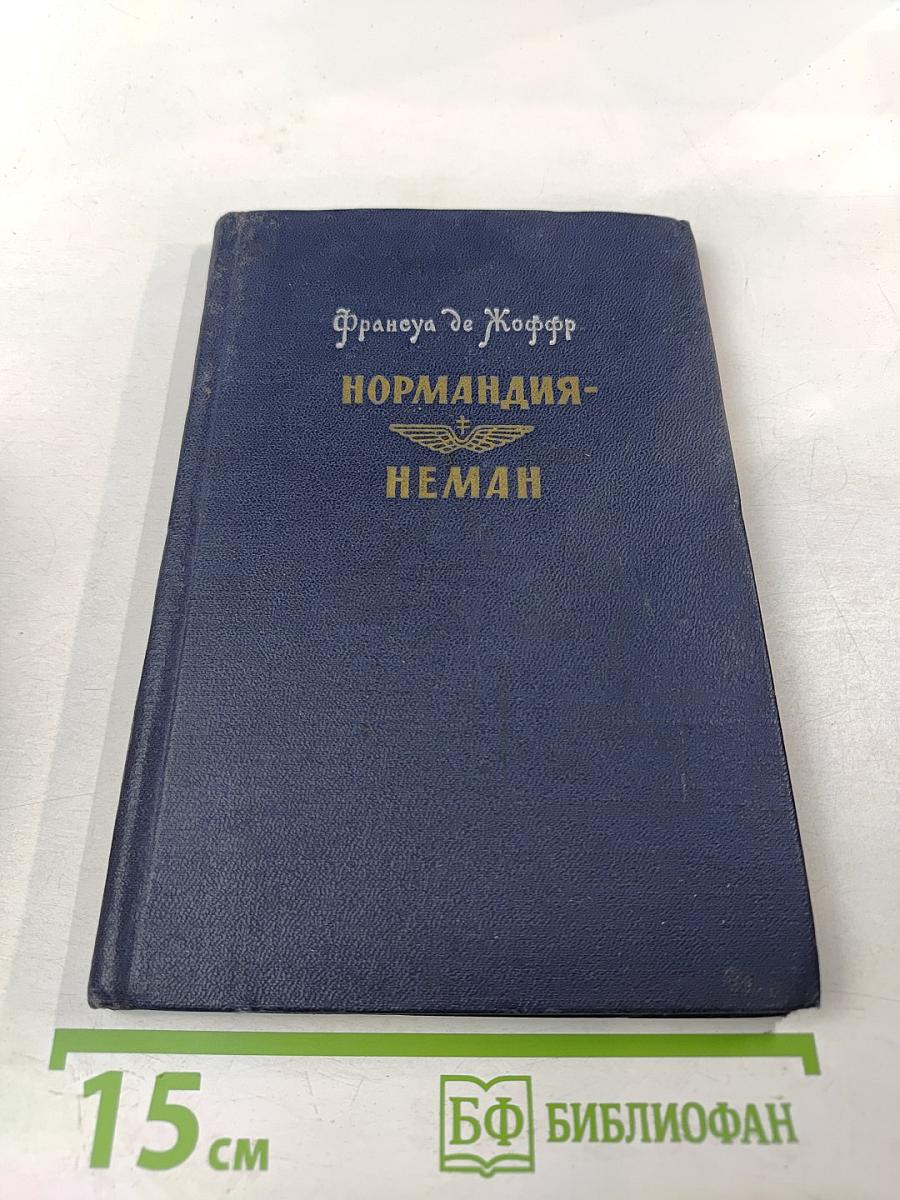 Франсуа де Жоффр
НОРМАНДИЯ-
НЕМАН
15 см
БФ БИБЛИОФАН